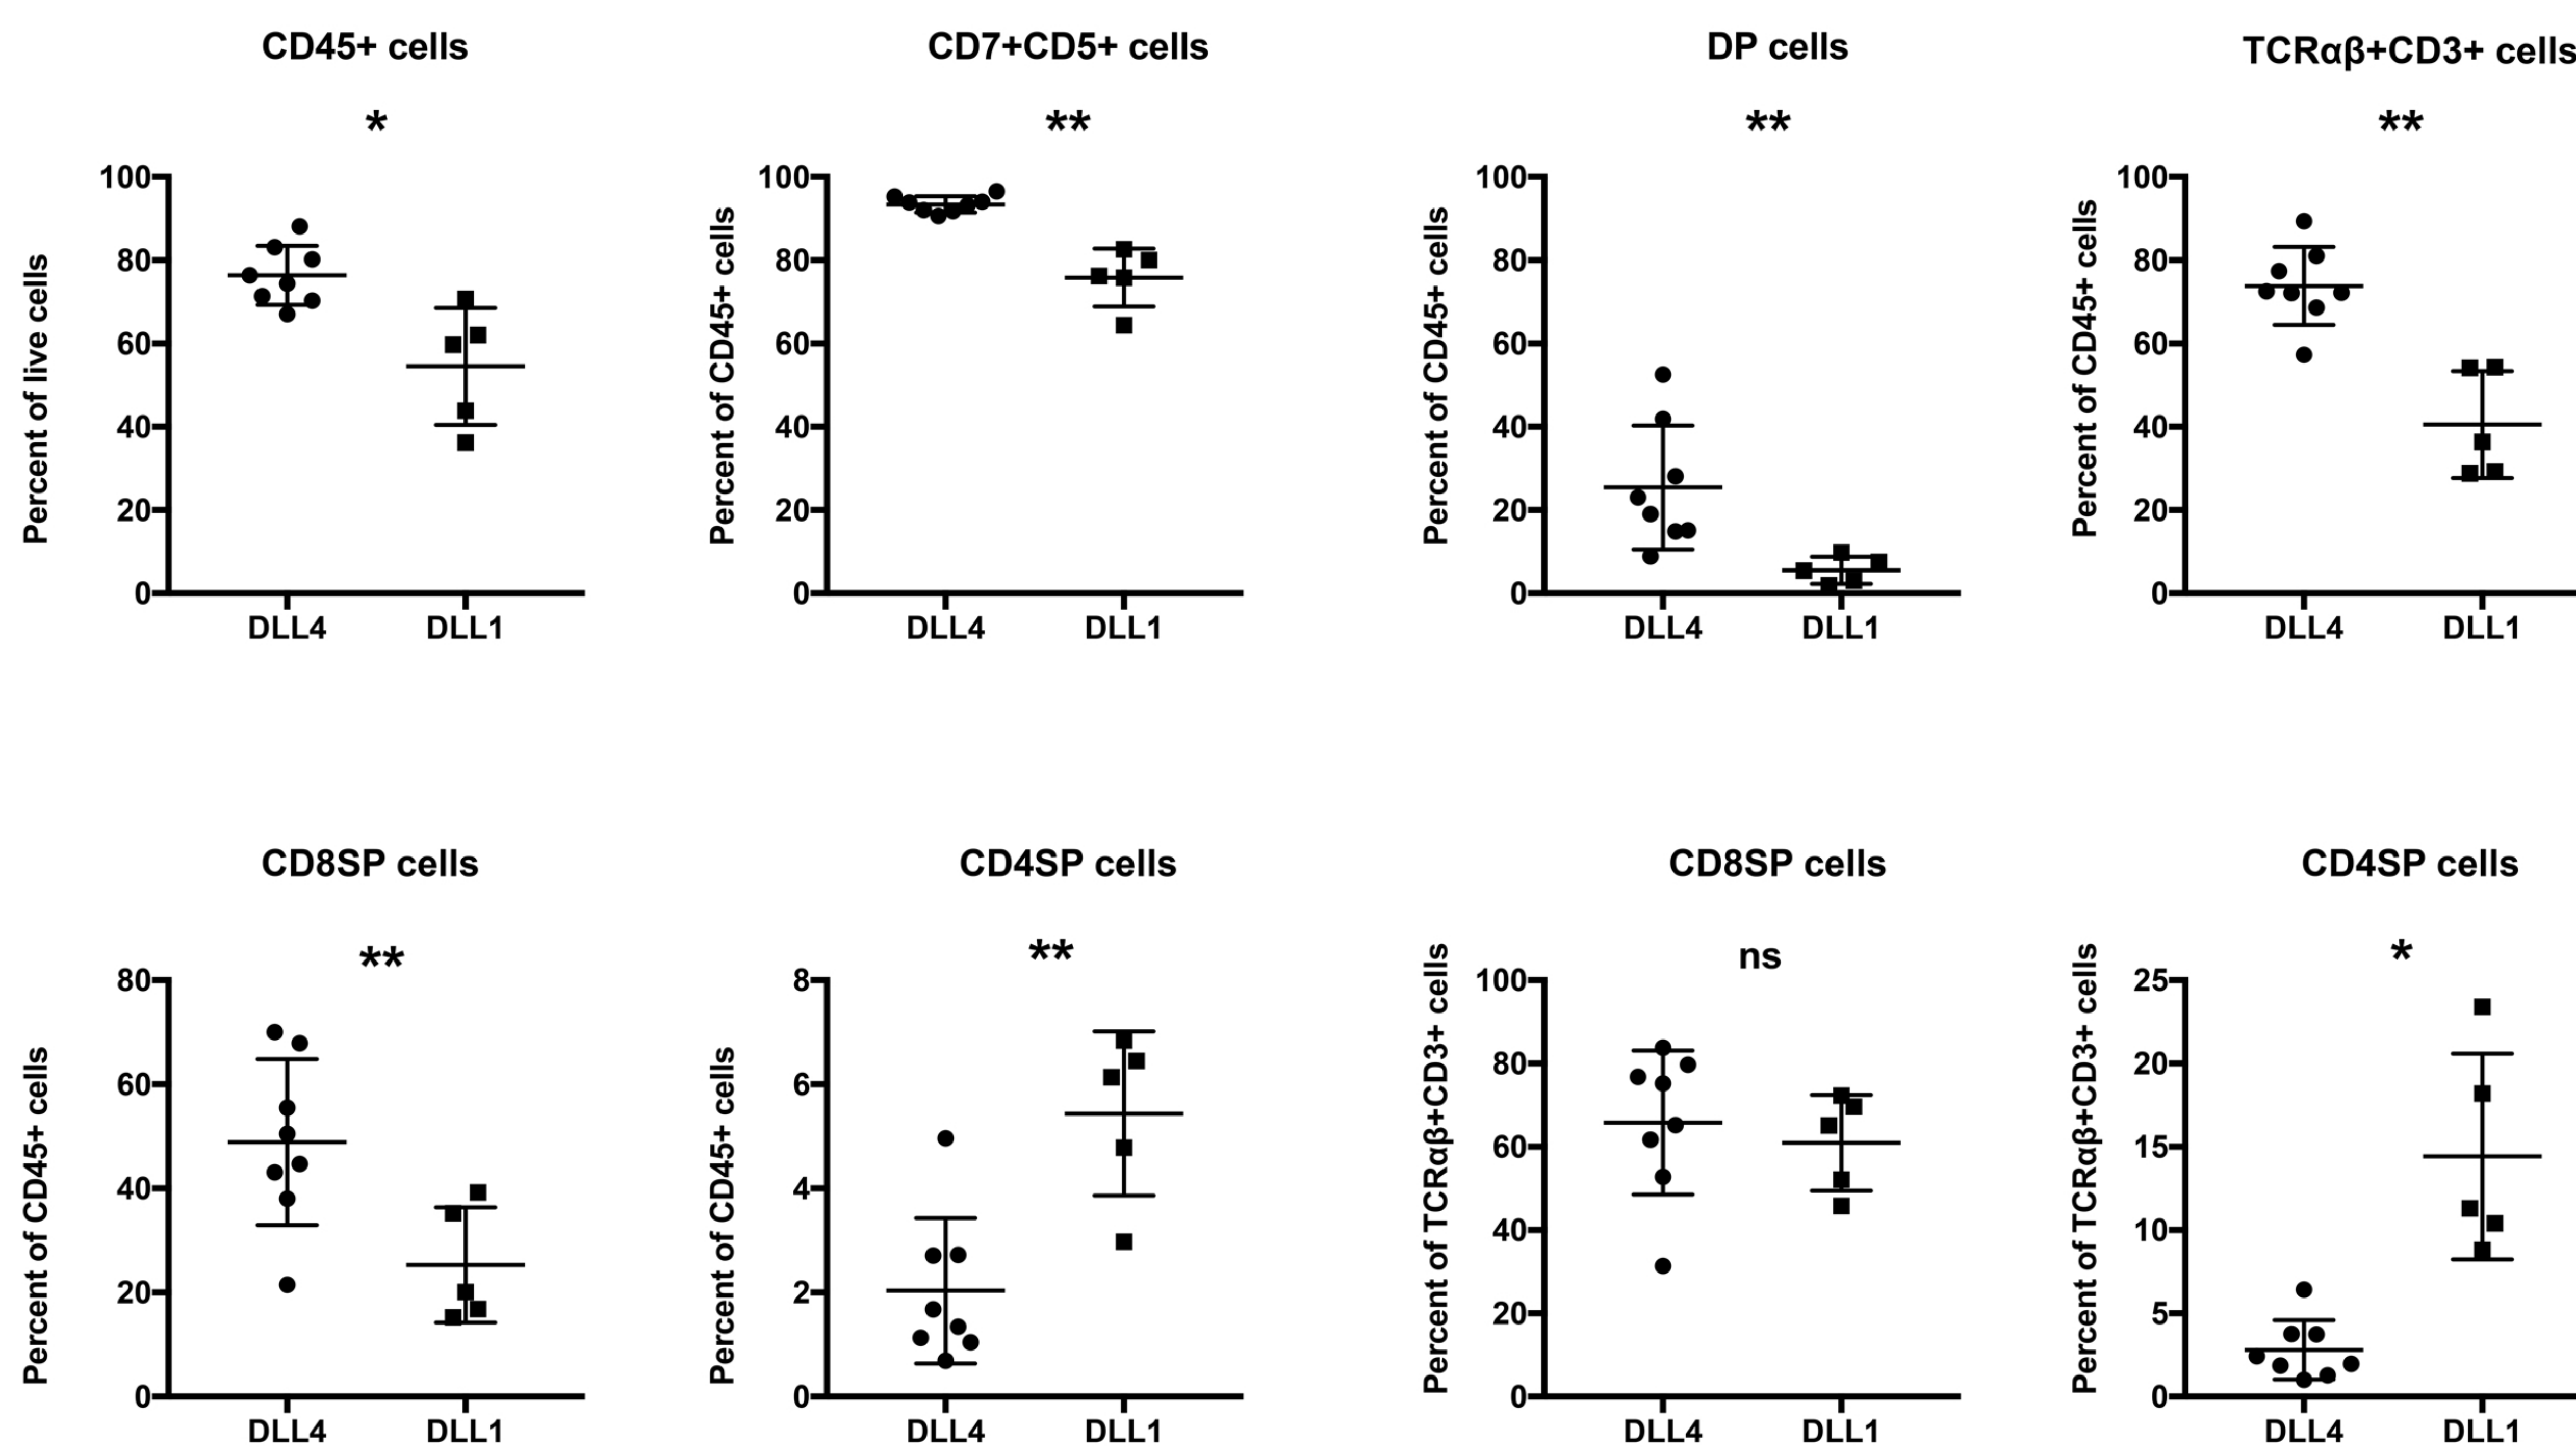 CD45+ cells
*
Percent of live cells
100
80
60
40
20
0
DLL4 DLL1
CD7+CD5+ cells
**
Percent of CD45+ cells
100
80
60
40
20
0
DLL4 DLL1
DP cells
**
Percent of CD45+ cells
100
80
60
40
20
0
DLL4 DLL1
TCRαβ+CD3+ cells
**
Percent of CD45+ cells
100
80
60
40
20
0
DLL4 DLL1
CD8SP cells
**
Percent of CD45+ cells
80
60
40
20
0
DLL4 DLL1
CD4SP cells
**
Percent of CD45+ cells
8
6
4
2
0
DLL4 DLL1
CD8SP cells
ns
Percent of TCRαβ+CD3+ cells
100
80
60
40
20
0
DLL4 DLL1
CD4SP cells
*
Percent of TCRαβ+CD3+ cells
25
20
15
10
5
0
DLL4 DLL1